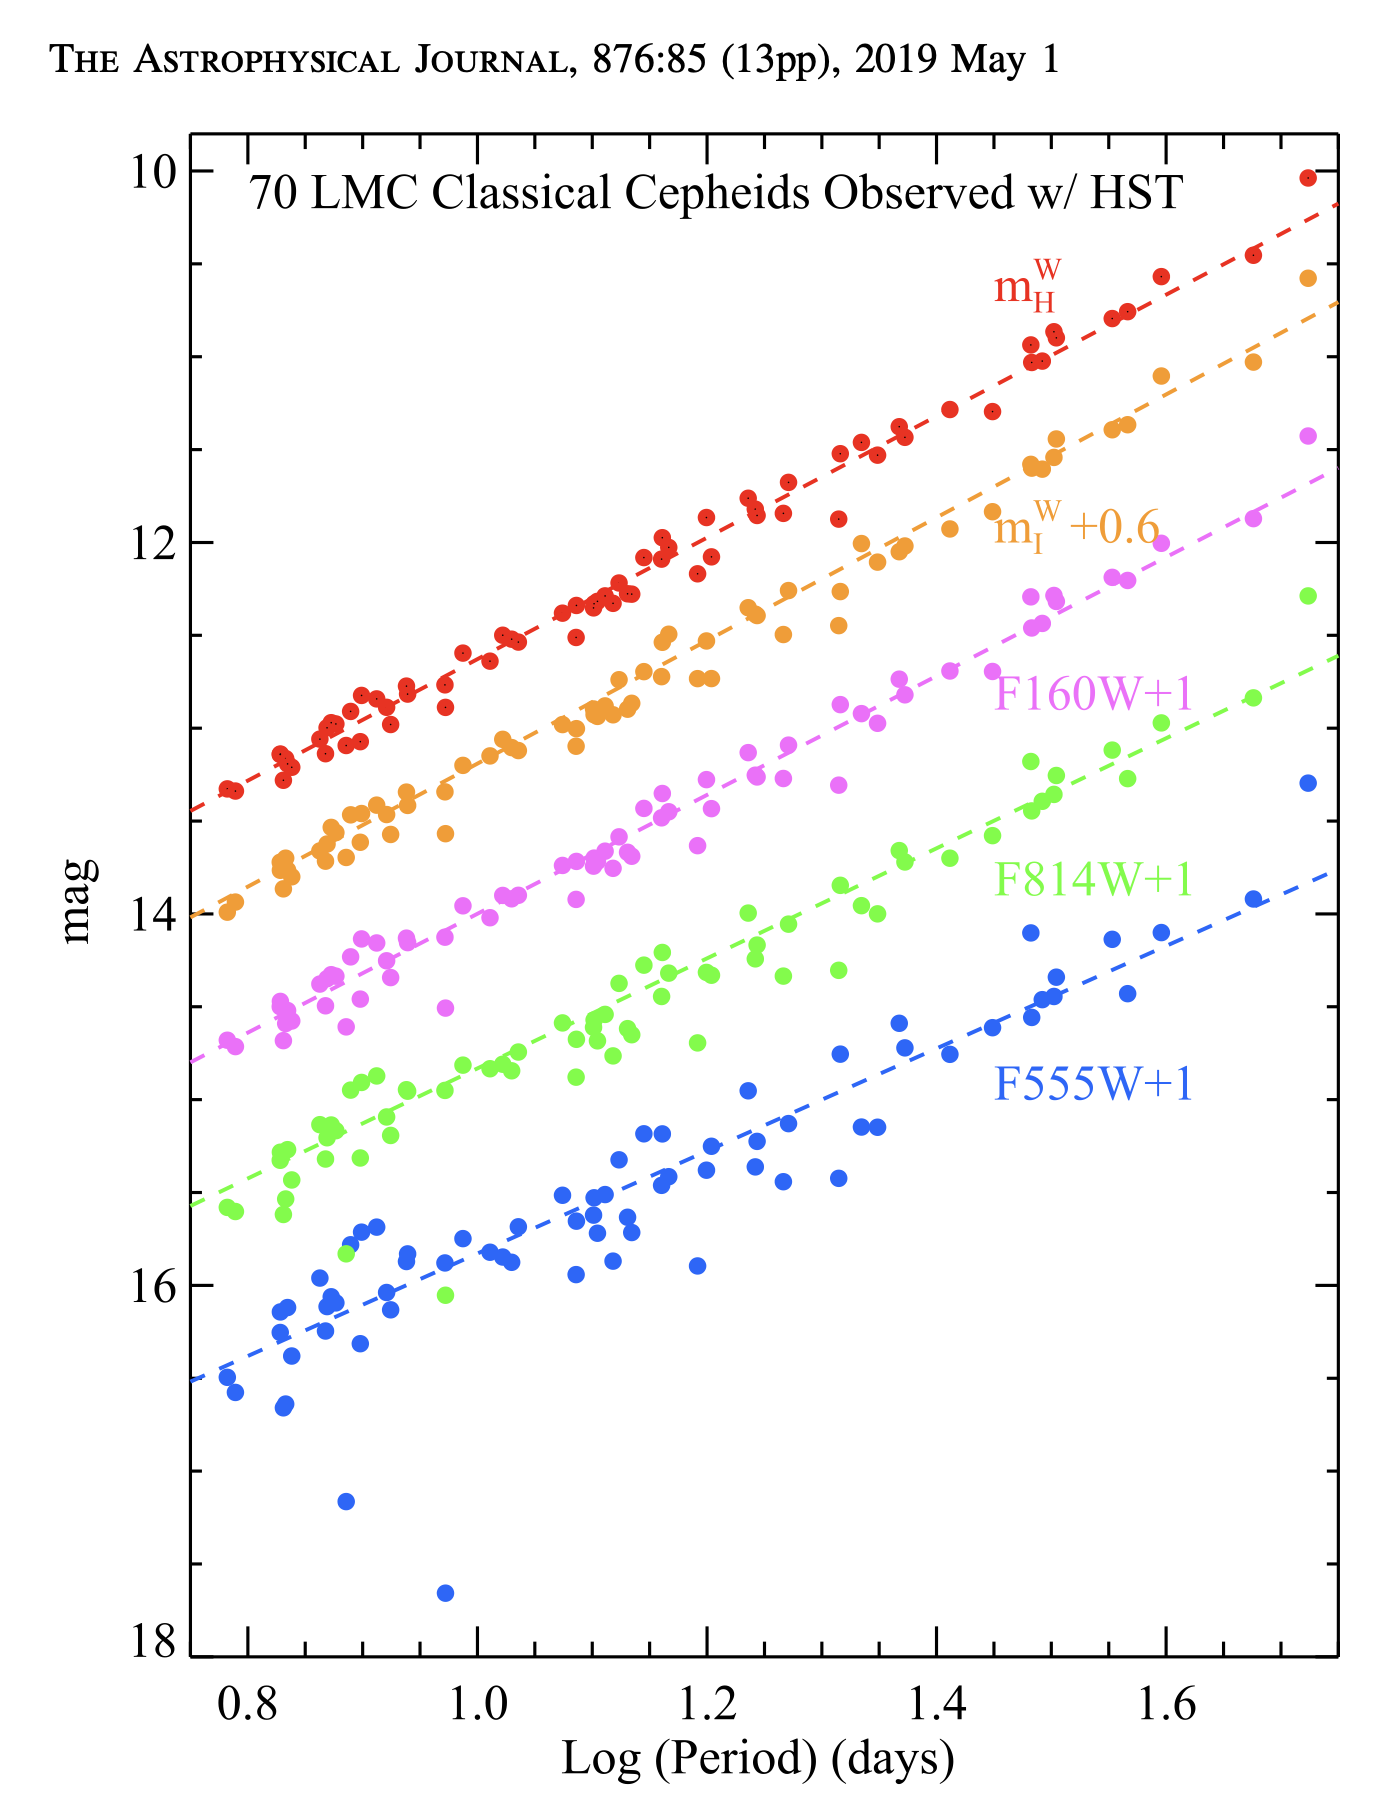 THE ASTROPHYSICAL JOURNAL, 876:85 (13pp), 2019 May 1
10
70 LMC Classical Cepheids Observed w/ HST
m_H^W
12
m_I^W +0.6
F160W+1
mag
14
F814W+1
F555W+1
16
18
0.8 1.0 1.2 1.4 1.6
Log (Period) (days)